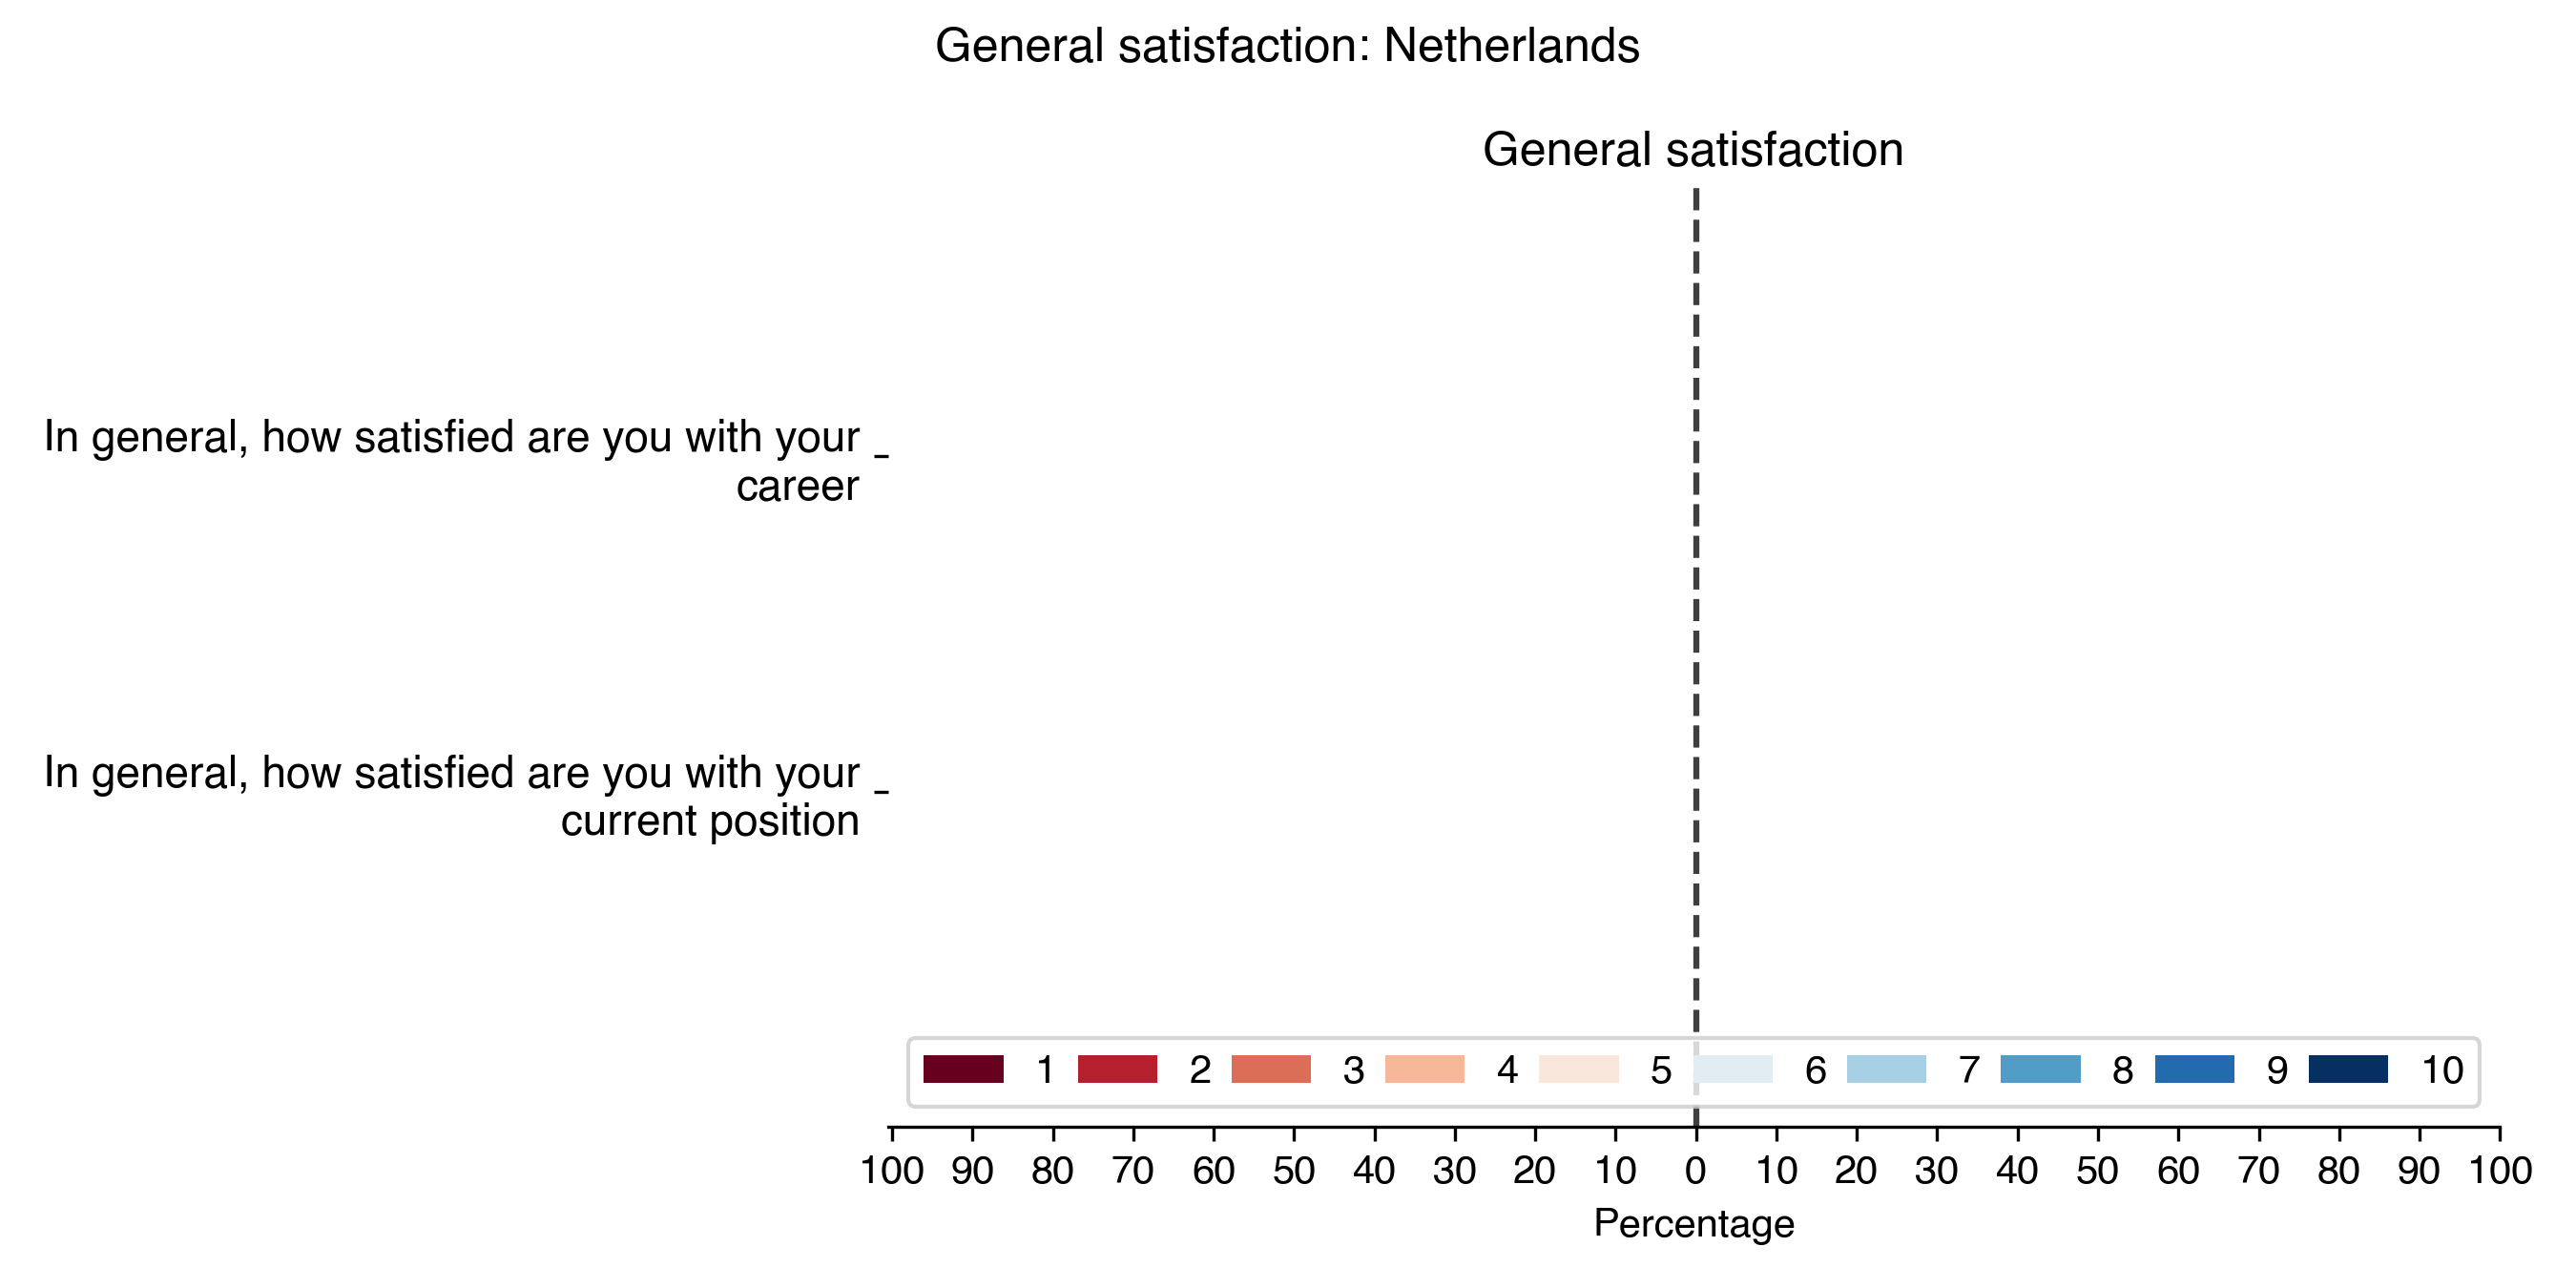 General satisfaction: Netherlands
General satisfaction
In general, how satisfied are you with your
career
In general, how satisfied are you with your
current position
1 2 3 4 5 6 7 8 9 10
100 90 80 70 60 50 40 30 20 10 0 10 20 30 40 50 60 70 80 90 100
Percentage